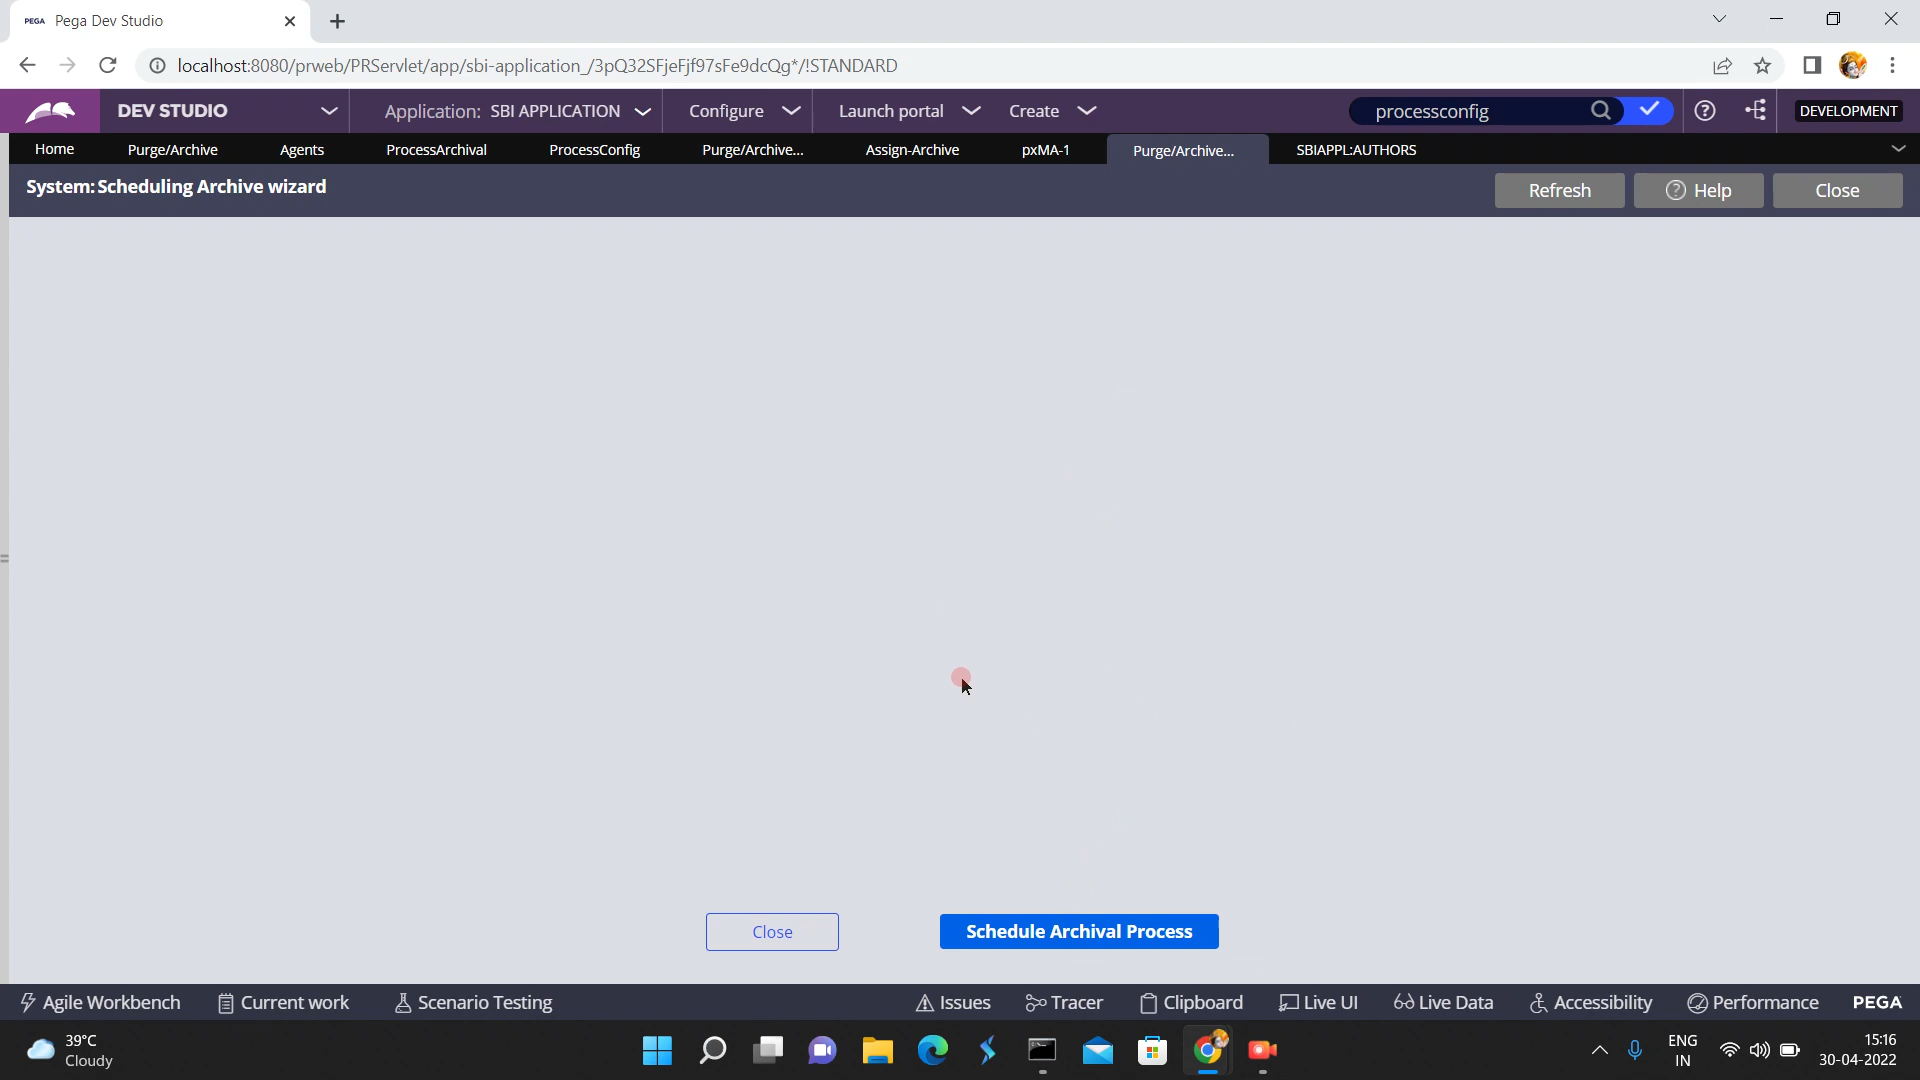 PEGA Pega Dev Studio
localhost:8080/prweb/PRServlet/app/sbi-application_/3pQ32SFjeFjf97sFe9dcQg*/!STANDARD
DEV STUDIO Application: SBI APPLICATION Configure Launch portal Create processconfig DEVELOPMENT
Home Purge/Archive Agents ProcessArchival ProcessConfig Purge/Archive... Assign-Archive pxMA-1 Purge/Archive... SBIAPPL:AUTHORS
System: Scheduling Archive wizard Refresh Help Close
Close Schedule Archival Process
Agile Workbench Current work Scenario Testing Issues Tracer Clipboard Live UI Live Data Accessibility Performance PEGA
39°C
Cloudy
ENG
IN
15:16
30-04-2022